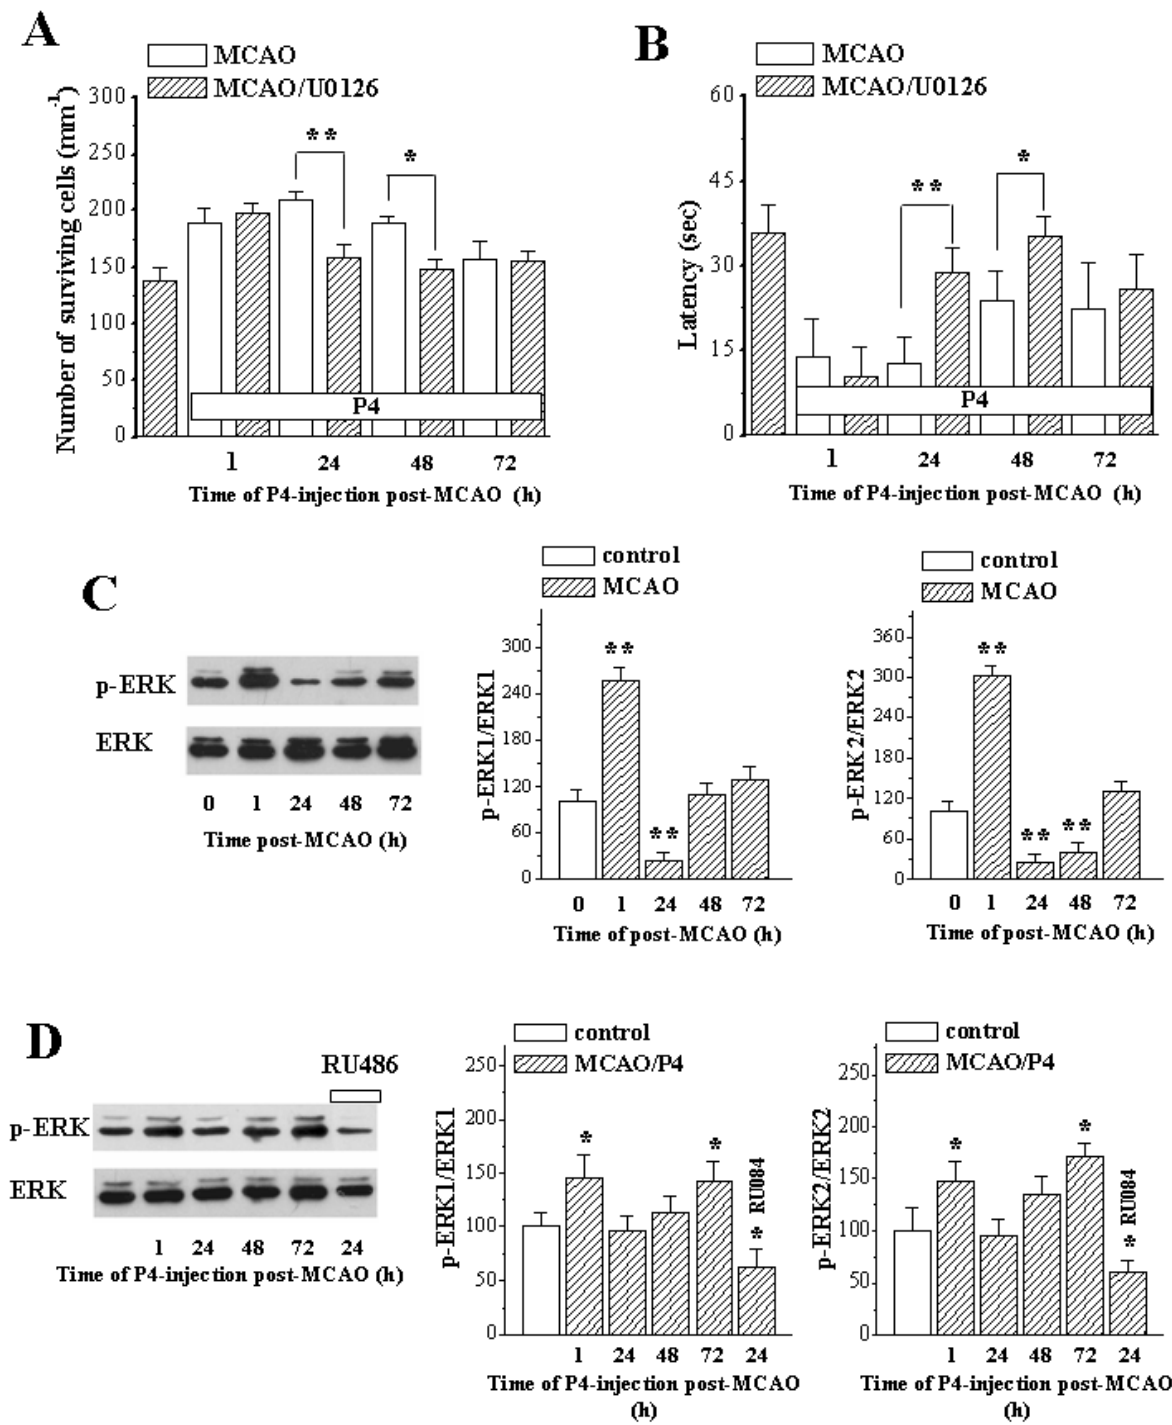 A
MCAO
MCAO/U0126
Number of surviving cells (mm-1)
300
250
200
150
100
50
0
**
*
P4
1 24 48 72
Time of P4-injection post-MCAO (h)
B
MCAO
MCAO/U0126
Latency (sec)
60
45
30
15
0
**
*
P4
1 24 48 72
Time of P4-injection post-MCAO (h)
C
p-ERK
ERK
0 1 24 48 72
Time post-MCAO (h)
control
MCAO
p-ERK1/ERK1
300
240
180
120
60
0
**
**
0 1 24 48 72
Time of post-MCAO (h)
control
MCAO
p-ERK2/ERK2
360
300
240
180
120
60
0
**
** **
0 1 24 48 72
Time of post-MCAO (h)
D
RU486
p-ERK
ERK
1 24 48 72 24
Time of P4-injection post-MCAO (h)
control
MCAO/P4
p-ERK1/ERK1
250
200
150
100
50
0
* *
* RU084
1 24 48 72 24
Time of P4-injection post-MCAO
(h)
control
MCAO/P4
p-ERK2/ERK2
250
200
150
100
50
0
* *
* RU084
1 24 48 72 24
Time of P4-injection post-MCAO
(h)